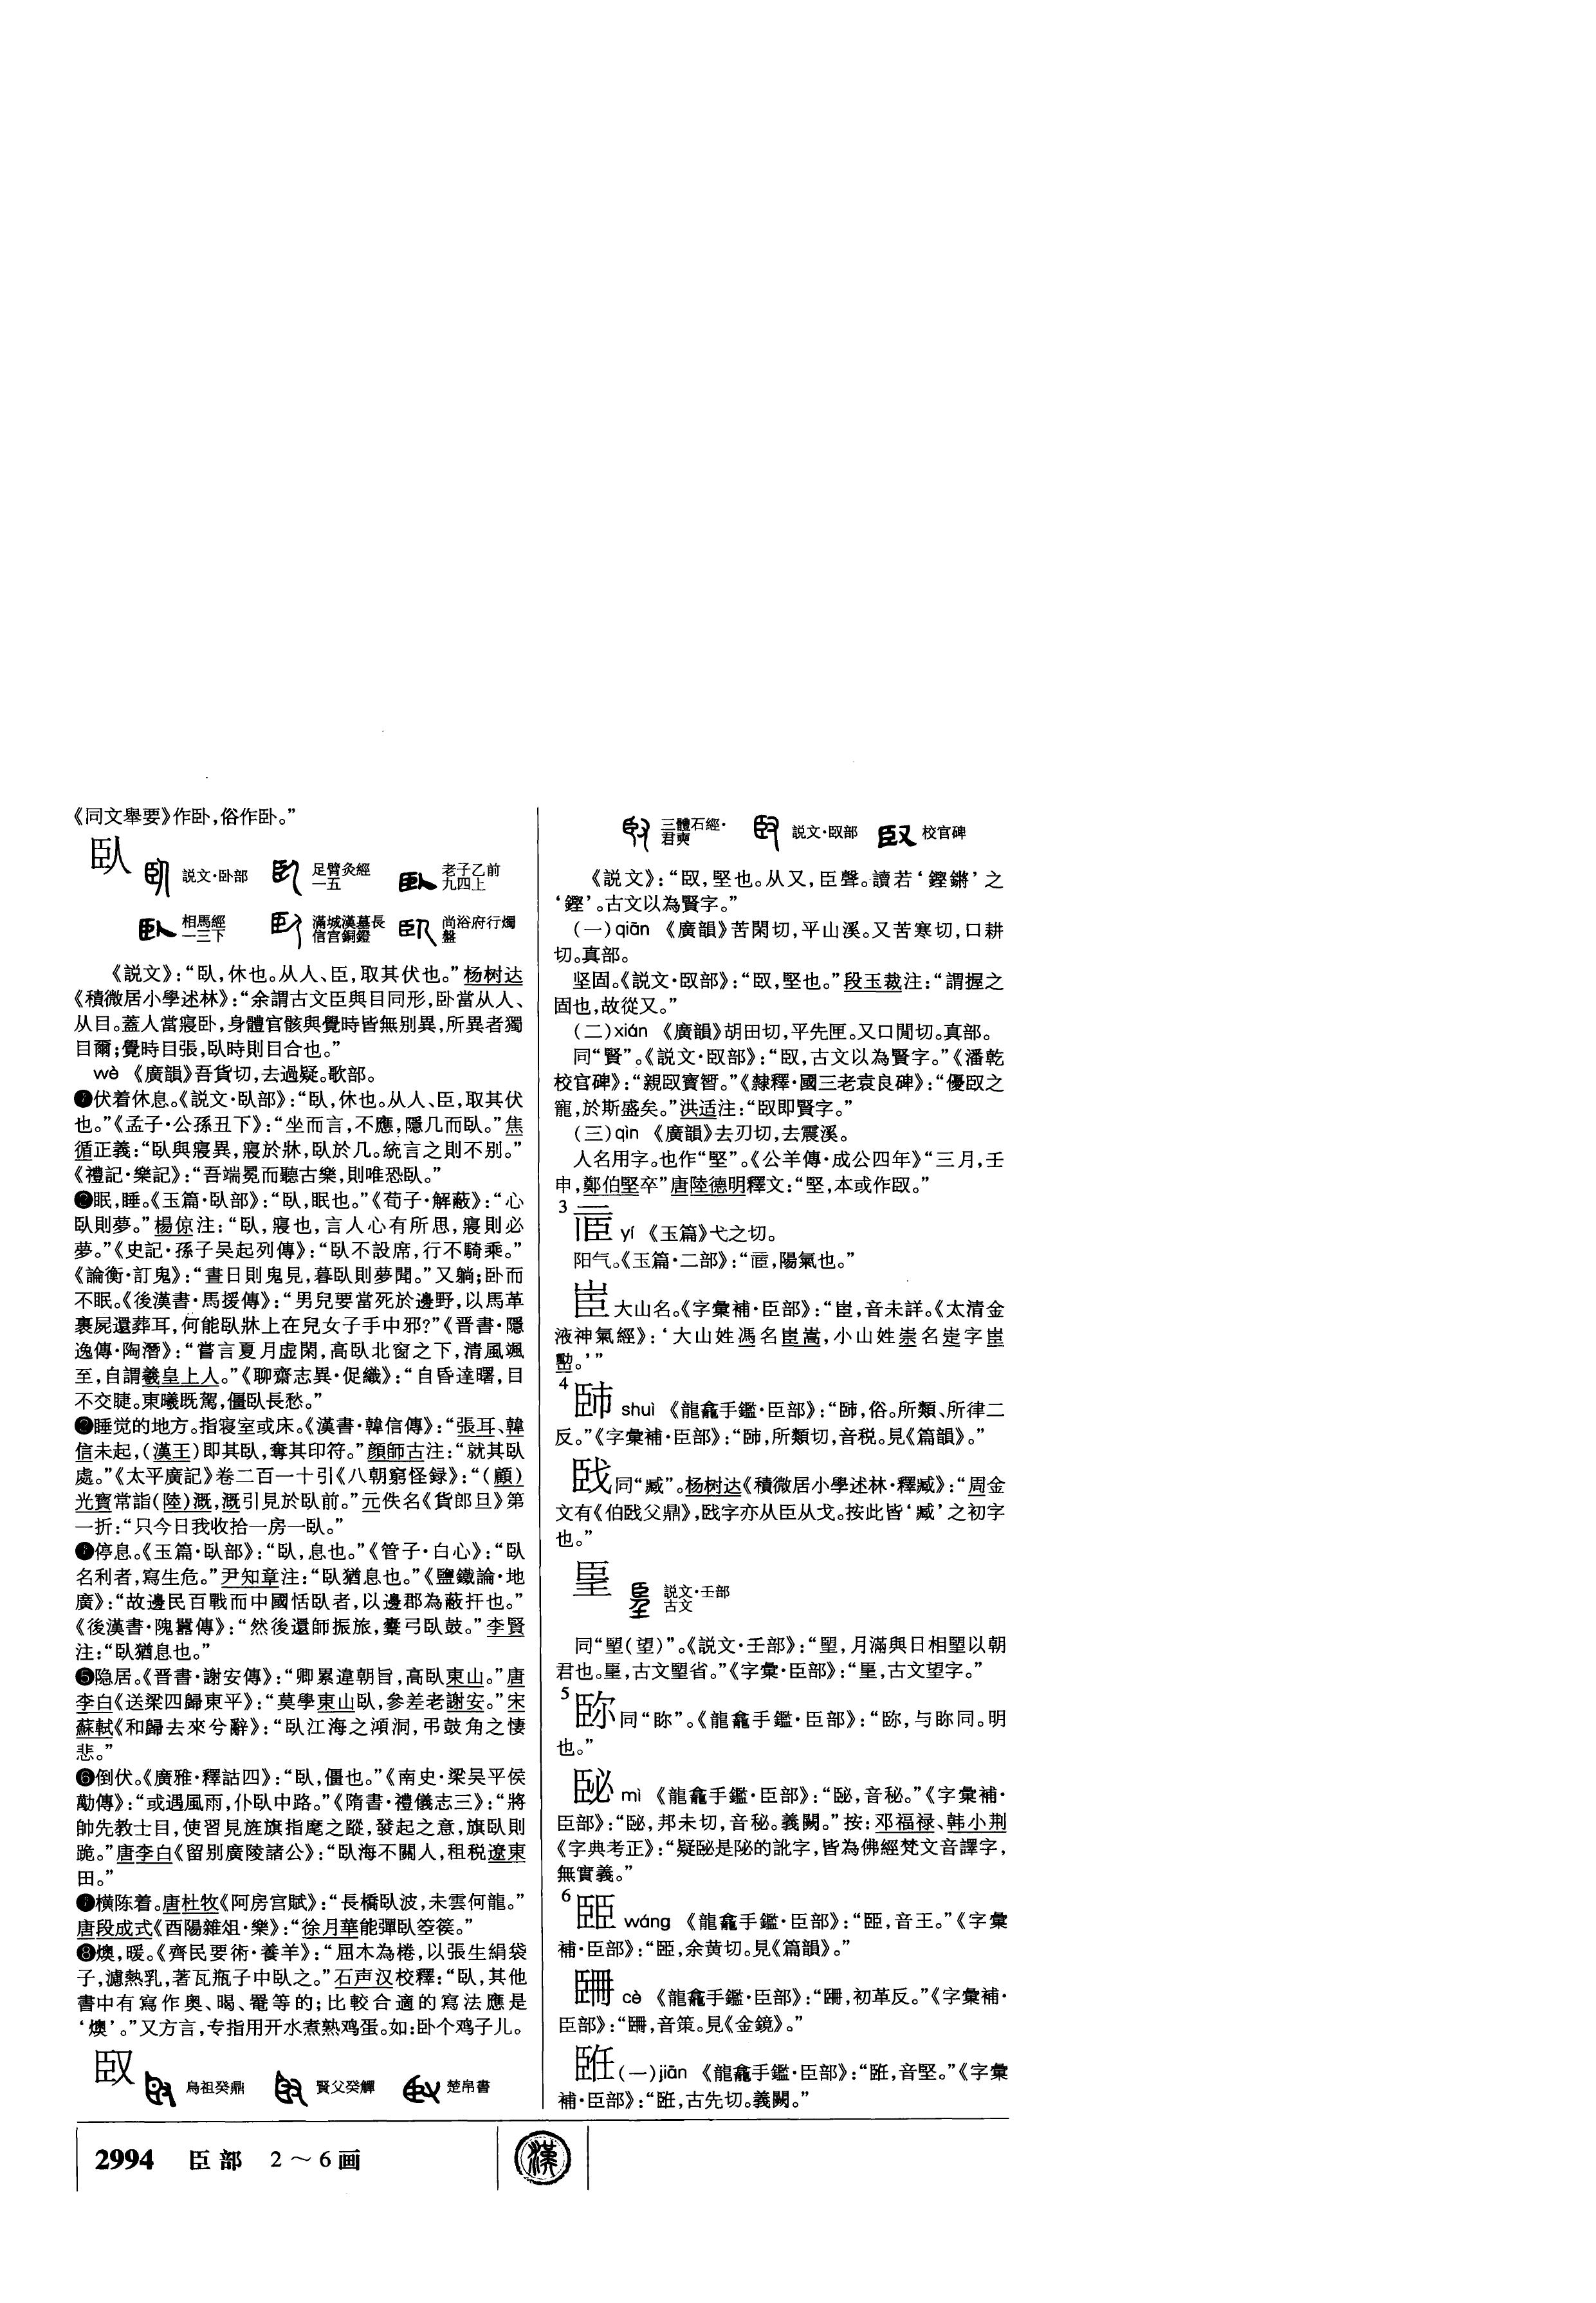 《同文舉要》作卧,俗作卧。”
臥
説文·卧部
足臂灸經
一五
老子乙前
九四上
相馬經
一三下
滿城漢墓長
信宫銅鐙
尚浴府行燭
盤
《説文》:“臥,休也。从人、臣,取其伏也。”杨树达
《積微居小學述林》:“余謂古文臣與目同形,卧當从人、
从目。蓋人當寢卧,身體官骸與覺時皆無别異,所異者獨
目爾;覺時目張,臥時則目合也。”
wò 《廣韻》吾貨切,去過疑。歌部。
❶伏着休息。《説文·臥部》:“臥,休也。从人、臣,取其伏
也。”《孟子·公孫丑下》:“坐而言,不應,隱几而臥。”焦
循正義:“臥與寢異,寢於牀,臥於几。統言之則不别。”
《禮記·樂記》:“吾端冕而聽古樂,則唯恐臥。”
❷眠,睡。《玉篇·臥部》:“臥,眠也。”《荀子·解蔽》:“心
臥則夢。”楊倞注:“臥,寢也,言人心有所思,寢則必
夢。”《史記·孫子吴起列傳》:“臥不設席,行不騎乘。”
《論衡·訂鬼》:“晝日則鬼見,暮臥則夢聞。”又躺;卧而
不眠。《後漢書·馬援傳》:“男兒要當死於邊野,以馬革
裹屍還葬耳,何能臥牀上在兒女子手中邪?”《晋書·隱
逸傳·陶潛》:“嘗言夏月虚閑,高臥北窗之下,清風颯
至,自謂羲皇上人。”《聊齋志異·促織》:“自昏達曙,目
不交睫。東曦既駕,僵臥長愁。”
❸睡觉的地方。指寝室或床。《漢書·韓信傳》:“張耳、韓
信未起,(漢王)即其臥,奪其印符。”顔師古注:“就其臥
處。”《太平廣記》卷二百一十引《八朝窮怪録》:“(顧)
光寳常詣(陸)溉,溉引見於臥前。”元佚名《貨郎旦》第
一折:“只今日我收拾一房一臥。”
❹停息。《玉篇·臥部》:“臥,息也。”《管子·白心》:“臥
名利者,寫生危。”尹知章注:“臥猶息也。”《鹽鐵論·地
廣》:“故邊民百戰而中國恬臥者,以邊郡為蔽扞也。”
《後漢書·隗囂傳》:“然後還師振旅,櫜弓臥鼓。”李賢
注:“臥猶息也。”
❺隐居。《晋書·謝安傳》:“卿累違朝旨,高臥東山。”唐
李白《送梁四歸東平》:“莫學東山臥,參差老謝安。”宋
蘇軾《和歸去來兮辭》:“臥江海之澒洞,弔鼓角之悽
悲。”
❻倒伏。《廣雅·釋詁四》:“臥,僵也。”《南史·梁吴平侯
勱傳》:“或遇風雨,仆臥中路。”《隋書·禮儀志三》:“將
帥先教士目,使習見旌旗指麾之蹤,發起之意,旗臥則
跪。”唐李白《留别廣陵諸公》:“臥海不關人,租税遼東
田。”
❼横陈着。唐杜牧《阿房宫賦》:“長橋臥波,未雲何龍。”
唐段成式《酉陽雜俎·樂》:“徐月華能彈臥箜篌。”
❽燠,暖。《齊民要術·養羊》:“屈木為棬,以張生絹袋
子,濾熱乳,著瓦瓶子中臥之。”石声汉校釋:“臥,其他
書中有寫作奥、暍、罨等的;比較合適的寫法應是
‘燠’。”又方言,专指用开水煮熟鸡蛋。如:卧个鸡子儿。
臤
鳥祖癸鼎
賢父癸觶
楚帛書
三體石經·
君奭
説文·臤部
校官碑
《説文》:“臤,堅也。从又,臣聲。讀若‘鏗鏘’之
‘鏗’。古文以為賢字。”
(一)qiān 《廣韻》苦閑切,平山溪。又苦寒切,口耕
切。真部。
坚固。《説文·臤部》:“臤,堅也。”段玉裁注:“謂握之
固也,故從又。”
(二)xián 《廣韻》胡田切,平先匣。又口閒切。真部。
同“賢”。《説文·臤部》:“臤,古文以為賢字。”《潘乾
校官碑》:“親臤寳智。”《隸釋·國三老袁良碑》:“優臤之
寵,於斯盛矣。”洪适注:“臤即賢字。”
(三)qìn 《廣韻》去刃切,去震溪。
人名用字。也作“堅”。《公羊傳·成公四年》“三月,壬
申,鄭伯堅卒”唐陸德明釋文:“堅,本或作臤。”
3
yí 《玉篇》弋之切。
阳气。《玉篇·二部》:“,陽氣也。”
大山名。《字彙補·臣部》:“,音未詳。《太清金
液神氣經》:‘大山姓馮名嵩,小山姓崇名字
。’”
4
shuì 《龍龕手鑑·臣部》:“,俗。所類、所律二
反。”《字彙補·臣部》:“,所類切,音税。見《篇韻》。”
同“臧”。杨树达《積微居小學述林·釋臧》:“周金
文有《伯父鼎》,字亦从臣从戈。按此皆‘臧’之初字
也。”
𦣠
説文·壬部
古文
同“朢(望)”。《説文·壬部》:“朢,月滿與日相朢以朝
君也。𦣠,古文朢省。”《字彙·臣部》:“𦣠,古文望字。”
5
同“眎”。《龍龕手鑑·臣部》:“,与同。明
也。”
mì 《龍龕手鑑·臣部》:“,音秘。”《字彙補·
臣部》:“,邦未切,音秘。義闕。”按:邓福禄、韩小荆
《字典考正》:“疑是的訛字,皆為佛經梵文音譯字,
無實義。”
6
wáng 《龍龕手鑑·臣部》:“,音王。”《字彙
補·臣部》:“,余黄切。見《篇韻》。”
cè 《龍龕手鑑·臣部》:“,初革反。”《字彙補·
臣部》:“,音策。見《金鏡》。”
(一)jiān 《龍龕手鑑·臣部》:“,音堅。”《字彙
補·臣部》:“,古先切。義闕。”
2994 臣部 2～6画
漢